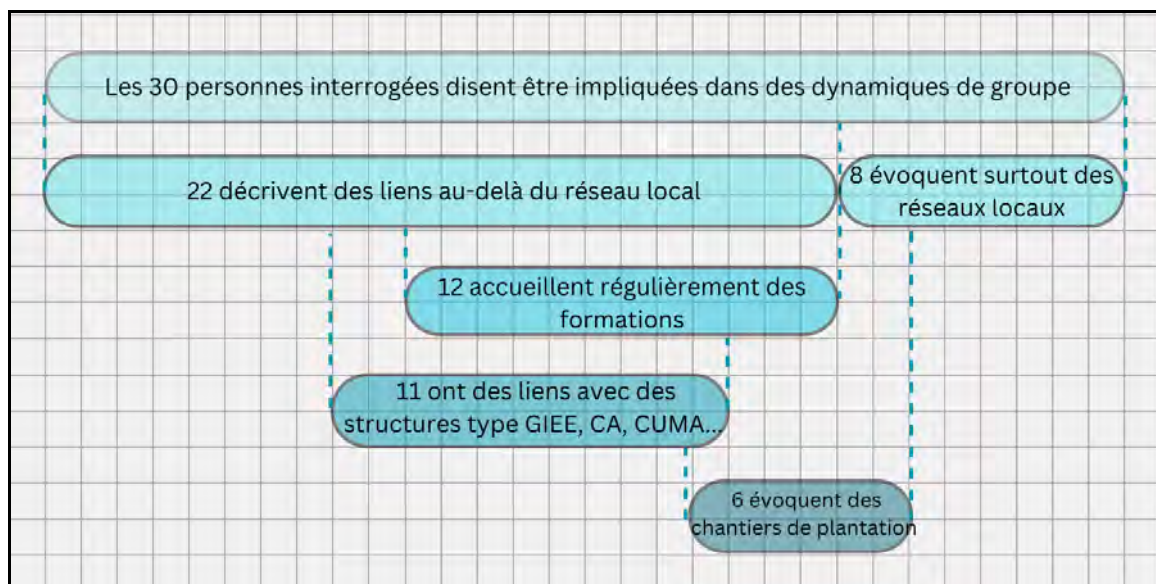 Les 30 personnes interrogées disent être impliquées dans des dynamiques de groupe
22 décrivent des liens au-delà du réseau local
8 évoquent surtout des
réseaux locaux
12 accueillent régulièrement des
formations
11 ont des liens avec des
structures type GIEE, CA, CUMA...
6 évoquent des
chantiers de plantation